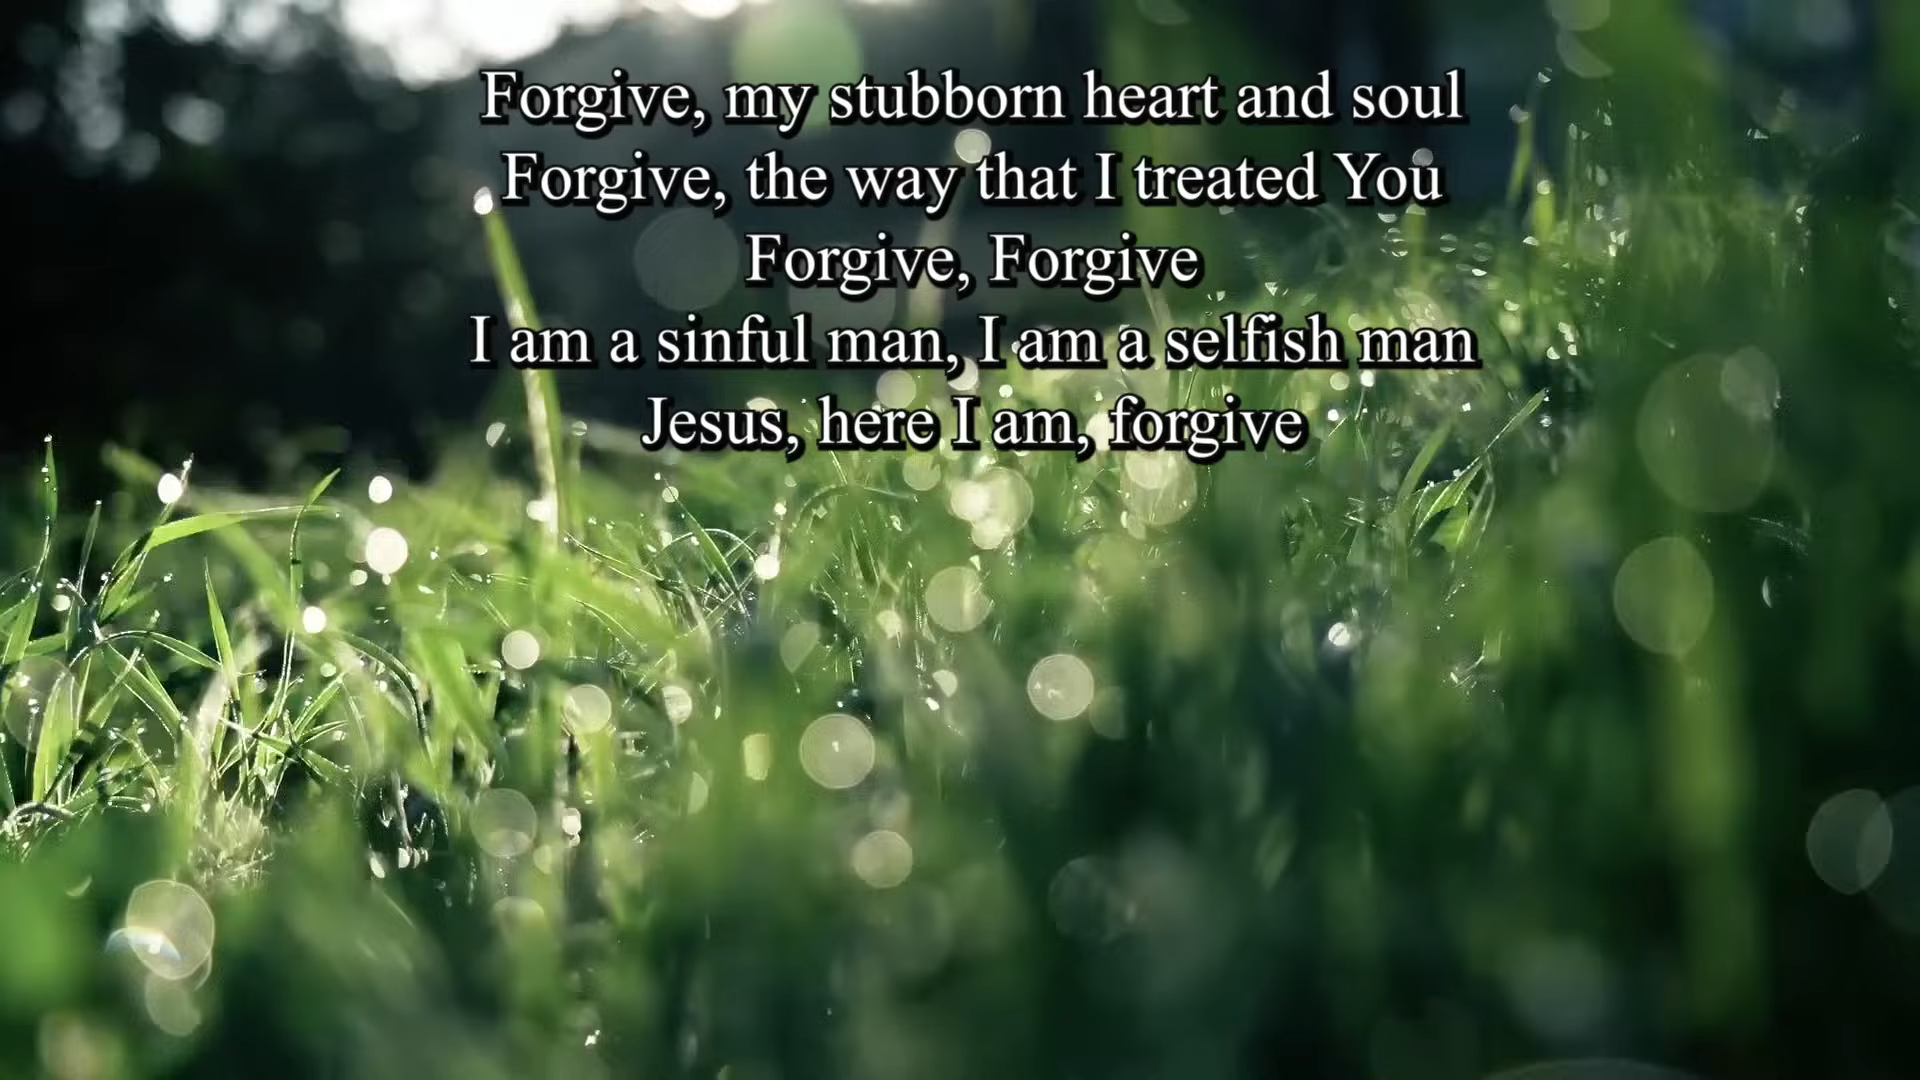 Forgive, my stubborn heart and soul
Forgive, the way that I treated You
Forgive, Forgive
I am a sinful man, I am a selfish man
Jesus, here I am, forgive